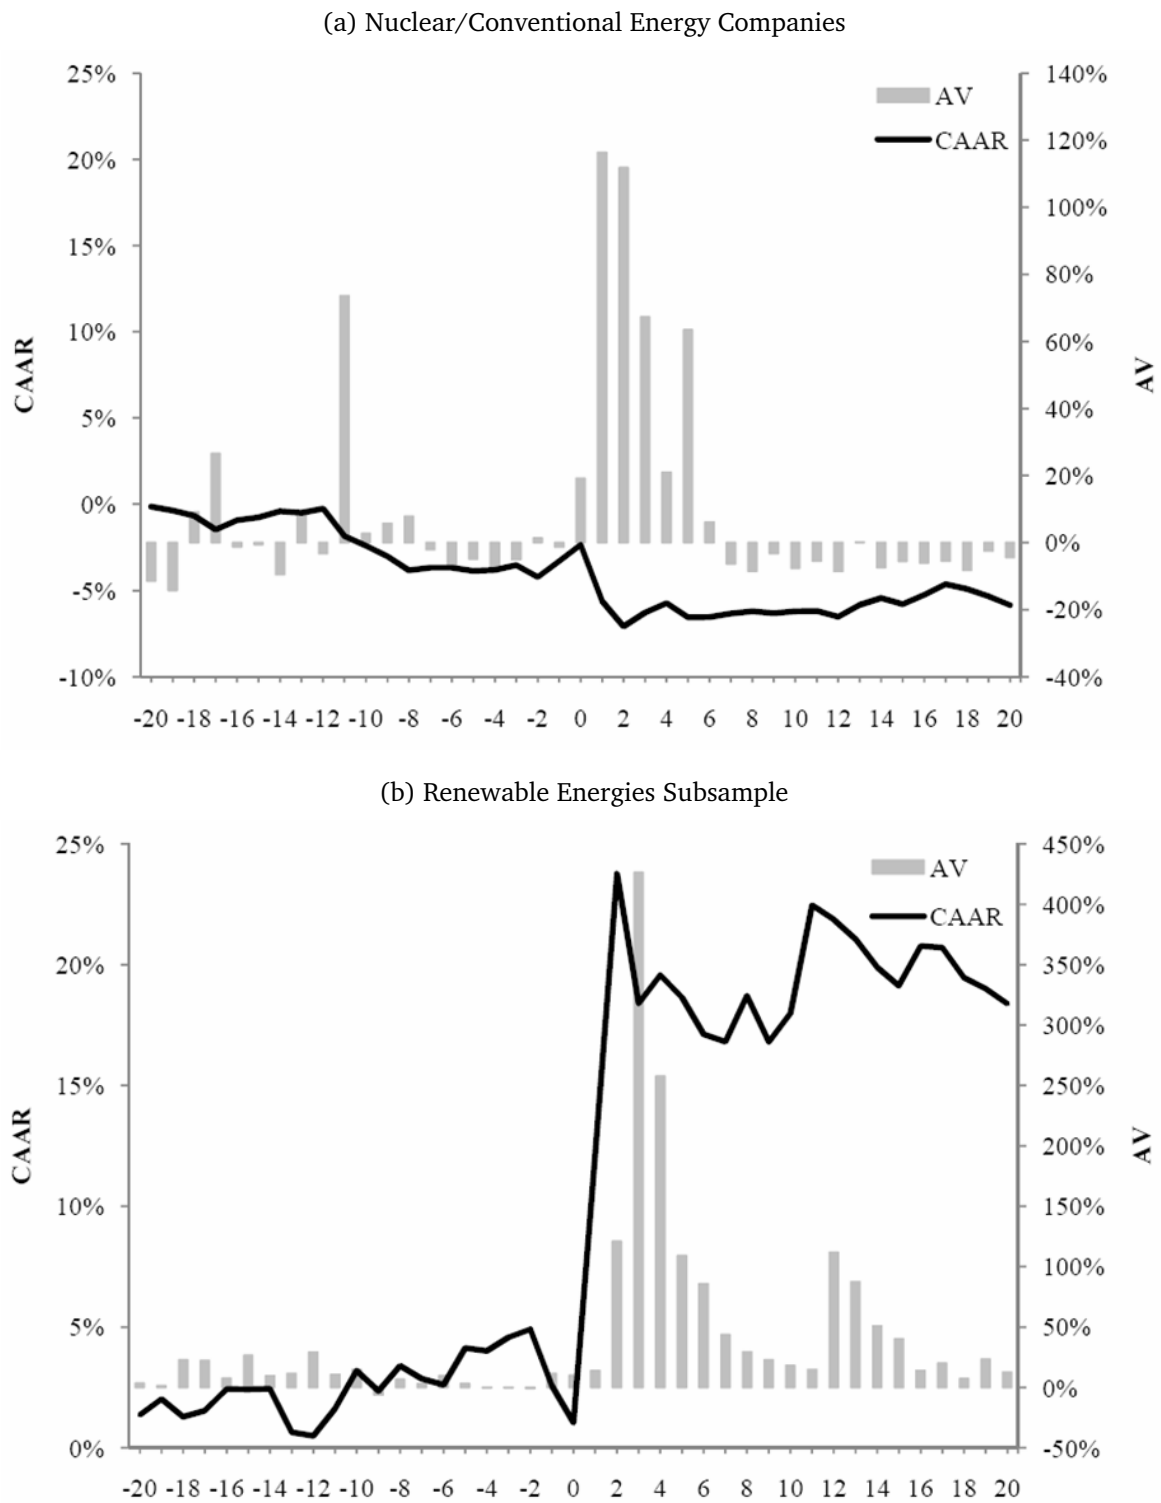 (a) Nuclear/Conventional Energy Companies
25% 140%
AV
120%
CAAR
20%
100%
15%
80%
10%
60%
CAAR AV
5% 40%
20%
0%
0%
-5%
-20%
-10% -40%
-20 -18 -16 -14 -12 -10 -8 -6 -4 -2 0 2 4 6 8 10 12 14 16 18 20
(b) Renewable Energies Subsample
25% 450%
AV
400%
CAAR
20% 350%
300%
15% 250%
CAAR AV
200%
10% 150%
100%
5% 50%
0%
0% -50%
-20 -18 -16 -14 -12 -10 -8 -6 -4 -2 0 2 4 6 8 10 12 14 16 18 20